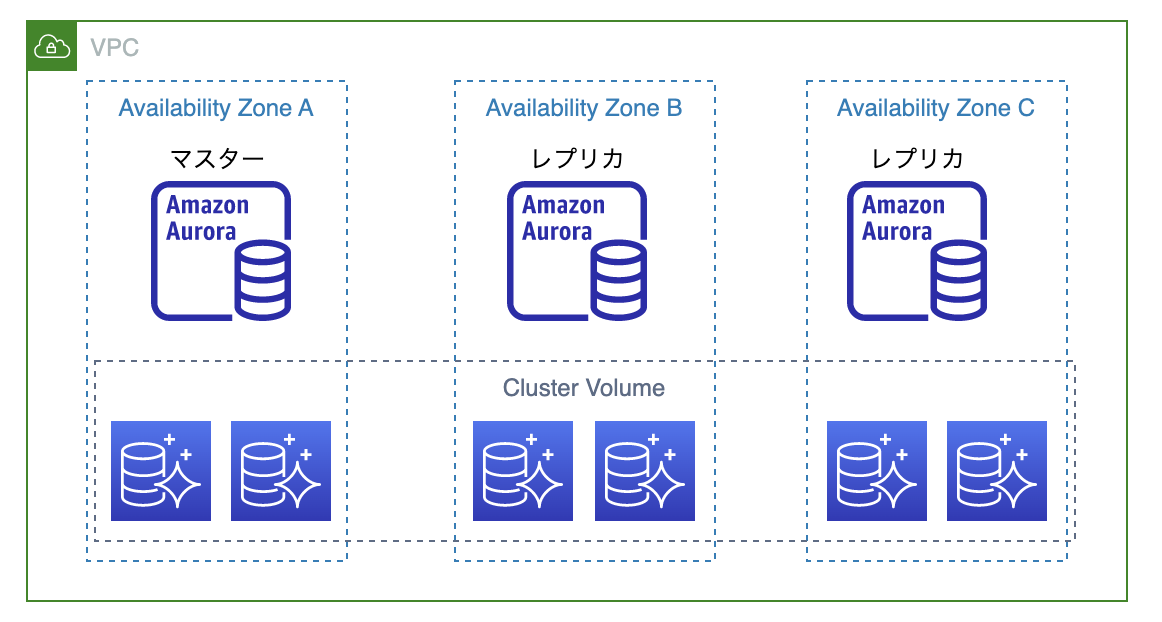 VPC
Availability Zone A
Availability Zone B
Availability Zone C
マスター
レプリカ
レプリカ
Amazon
Aurora
Amazon
Aurora
Amazon
Aurora
Cluster Volume